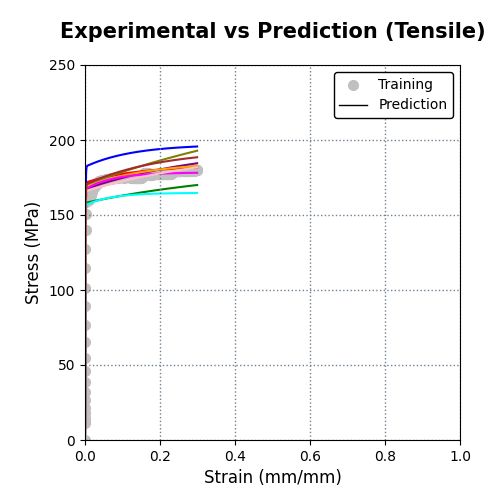 Experimental vs Prediction (Tensile)
250
200
150
100
50
0
Stress (MPa)
Training
Prediction
0.0 0.2 0.4 0.6 0.8 1.0
Strain (mm/mm)